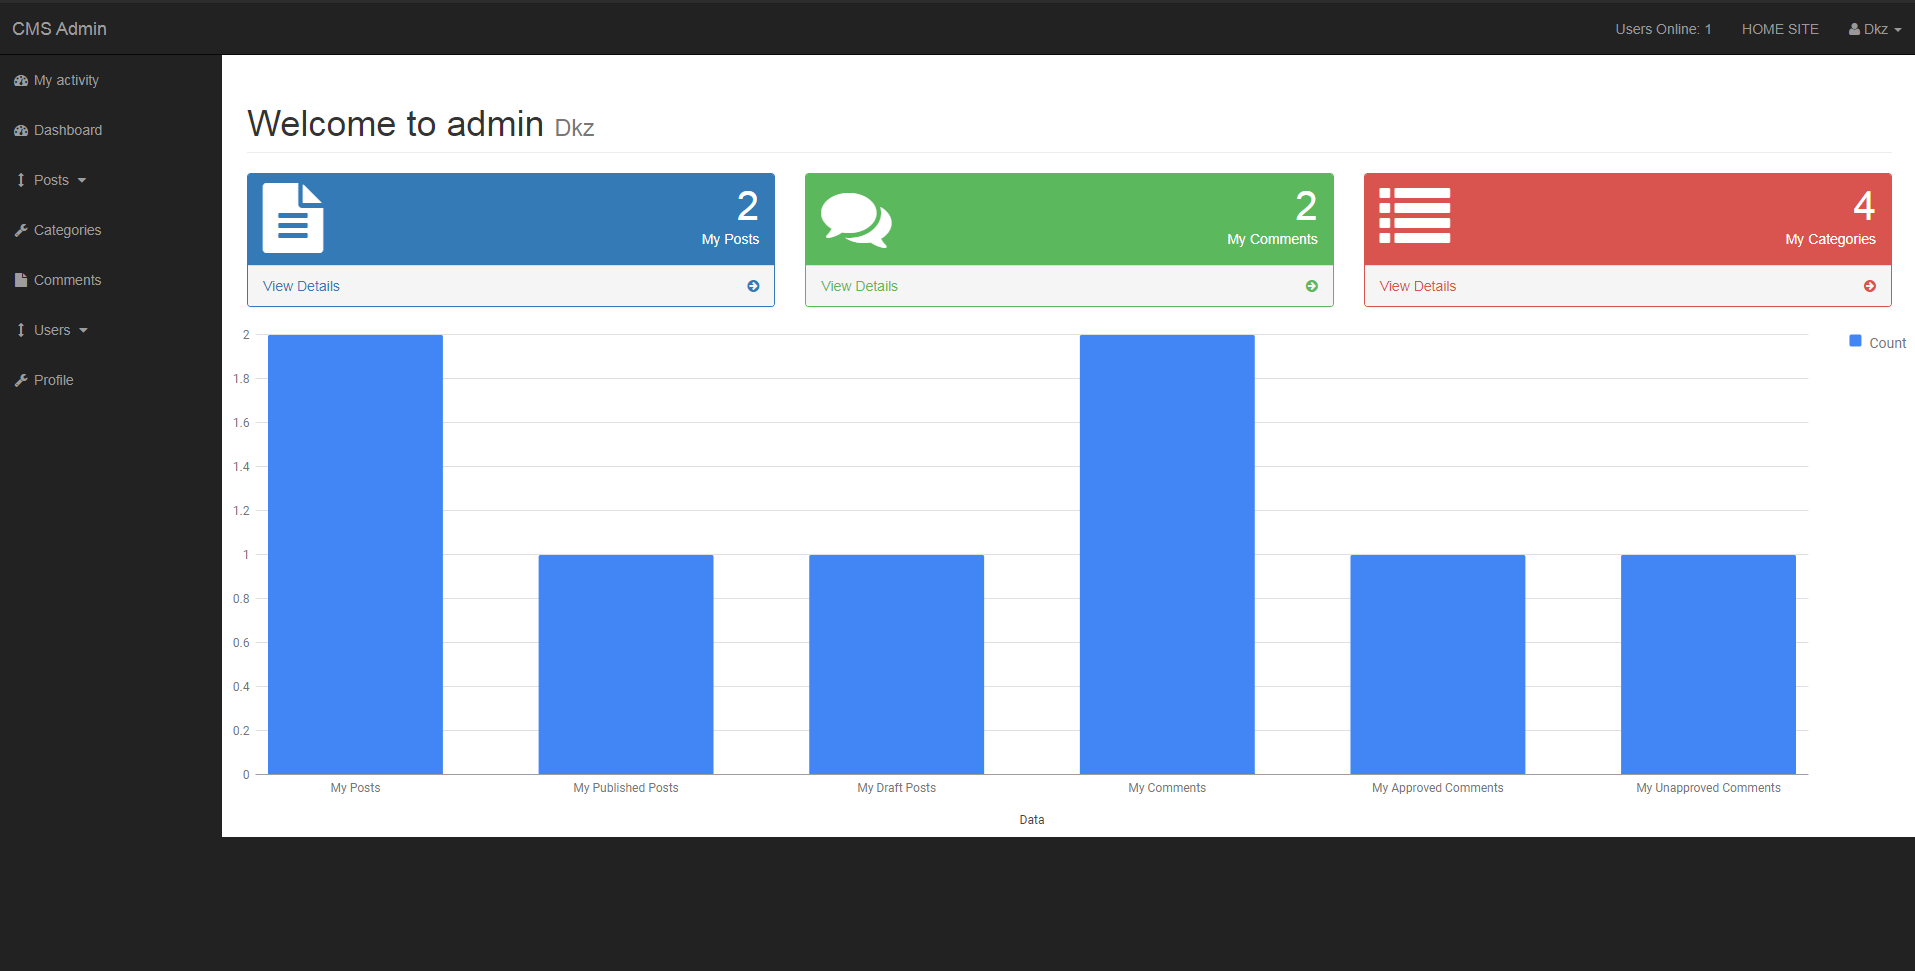 CMS Admin
Users Online: 1
HOME SITE
Dkz
My activity
Dashboard
Posts
Categories
Comments
Users
Profile
Welcome to admin Dkz
2
My Posts
View Details
2
My Comments
View Details
4
My Categories
View Details
2
1.8
1.6
1.4
1.2
1
0.8
0.6
0.4
0.2
0
Count
My Posts
My Published Posts
My Draft Posts
My Comments
My Approved Comments
My Unapproved Comments
Data